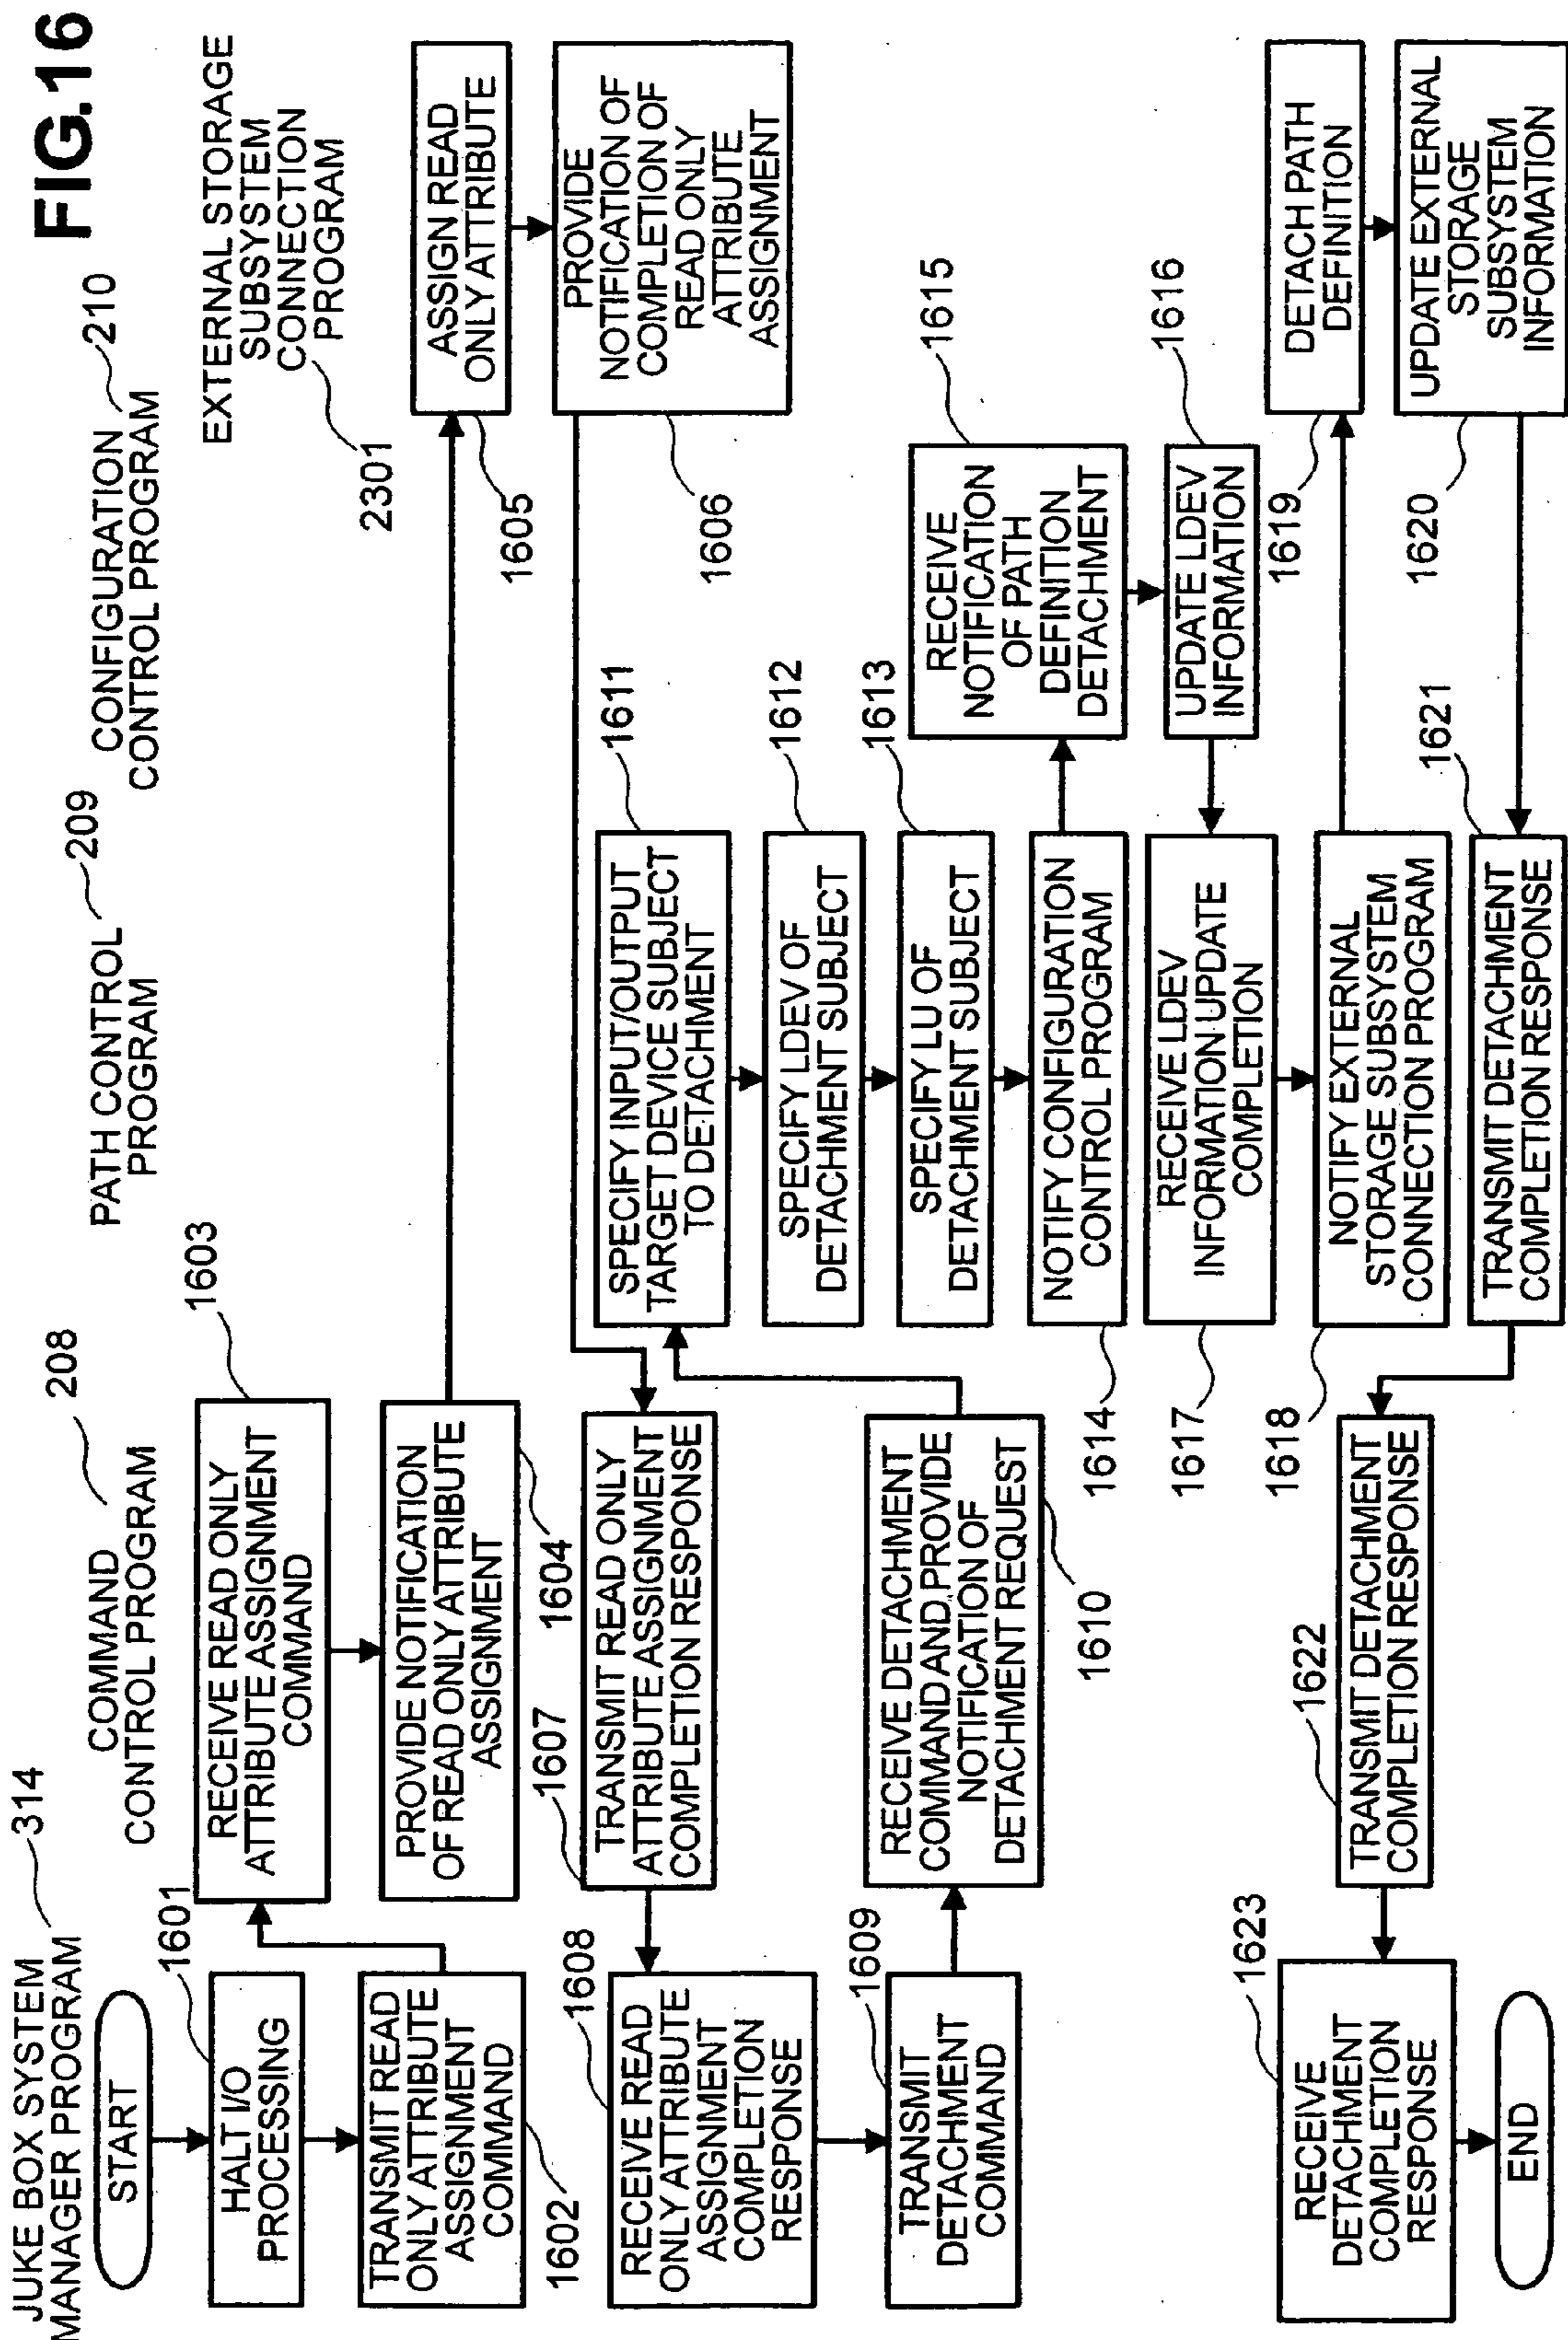 FIG.16
JUKE BOX SYSTEM
MANAGER PROGRAM
314
COMMAND
CONTROL PROGRAM
208
PATH CONTROL
PROGRAM
209
CONFIGURATION
CONTROL PROGRAM
210
EXTERNAL STORAGE
SUBSYSTEM
CONNECTION
PROGRAM
2301
START
1601
HALT I/O
PROCESSING
TRANSMIT READ
ONLY ATTRIBUTE
ASSIGNMENT
COMMAND
1602
1603
RECEIVE READ ONLY
ATTRIBUTE ASSIGNMENT
COMMAND
PROVIDE NOTIFICATION
OF READ ONLY ATTRIBUTE
ASSIGNMENT
1604
ASSIGN READ
ONLY ATTRIBUTE
1605
PROVIDE
NOTIFICATION OF
COMPLETION OF
READ ONLY
ATTRIBUTE
ASSIGNMENT
1606
1607
TRANSMIT READ ONLY
ATTRIBUTE ASSIGNMENT
COMPLETION RESPONSE
1608
RECEIVE READ
ONLY ATTRIBUTE
ASSIGNMENT
COMPLETION
RESPONSE
1609
TRANSMIT
DETACHMENT
COMMAND
RECEIVE DETACHMENT
COMMAND AND PROVIDE
NOTIFICATION OF
DETACHMENT REQUEST
1610
1611
SPECIFY INPUT/OUTPUT
TARGET DEVICE SUBJECT
TO DETACHMENT
1612
SPECIFY LDEV OF
DETACHMENT SUBJECT
1613
SPECIFY LU OF
DETACHMENT SUBJECT
NOTIFY CONFIGURATION
CONTROL PROGRAM
1614
1615
RECEIVE
NOTIFICATION
OF PATH
DEFINITION
DETACHMENT
1616
UPDATE LDEV
INFORMATION
RECEIVE LDEV
INFORMATION UPDATE
COMPLETION
1617
NOTIFY EXTERNAL
STORAGE SUBSYSTEM
CONNECTION PROGRAM
1618
DETACH PATH
DEFINITION
1619
UPDATE EXTERNAL
STORAGE
SUBSYSTEM
INFORMATION
1620
1621
TRANSMIT DETACHMENT
COMPLETION RESPONSE
1622
TRANSMIT DETACHMENT
COMPLETION RESPONSE
1623
RECEIVE
DETACHMENT
COMPLETION
RESPONSE
END